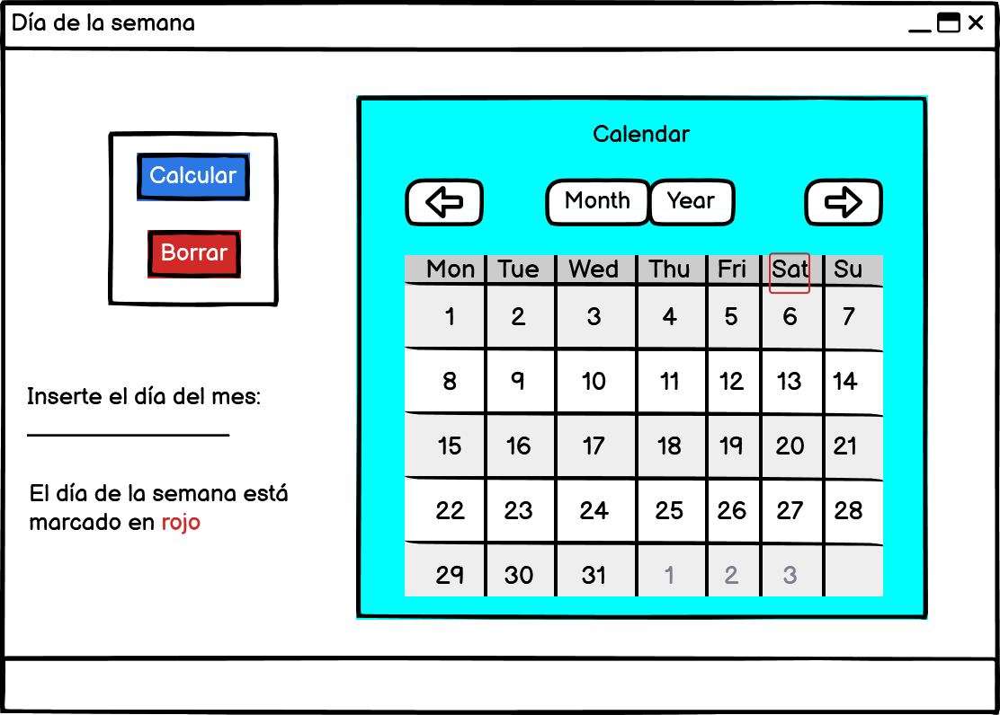 Día de la semana
Calcular
Borrar
Inserte el día del mes:
El día de la semana está
marcado en rojo
Calendar
Month Year
Mon Tue Wed Thu Fri Sat Su
1 2 3 4 5 6 7
8 9 10 11 12 13 14
15 16 17 18 19 20 21
22 23 24 25 26 27 28
29 30 31 1 2 3